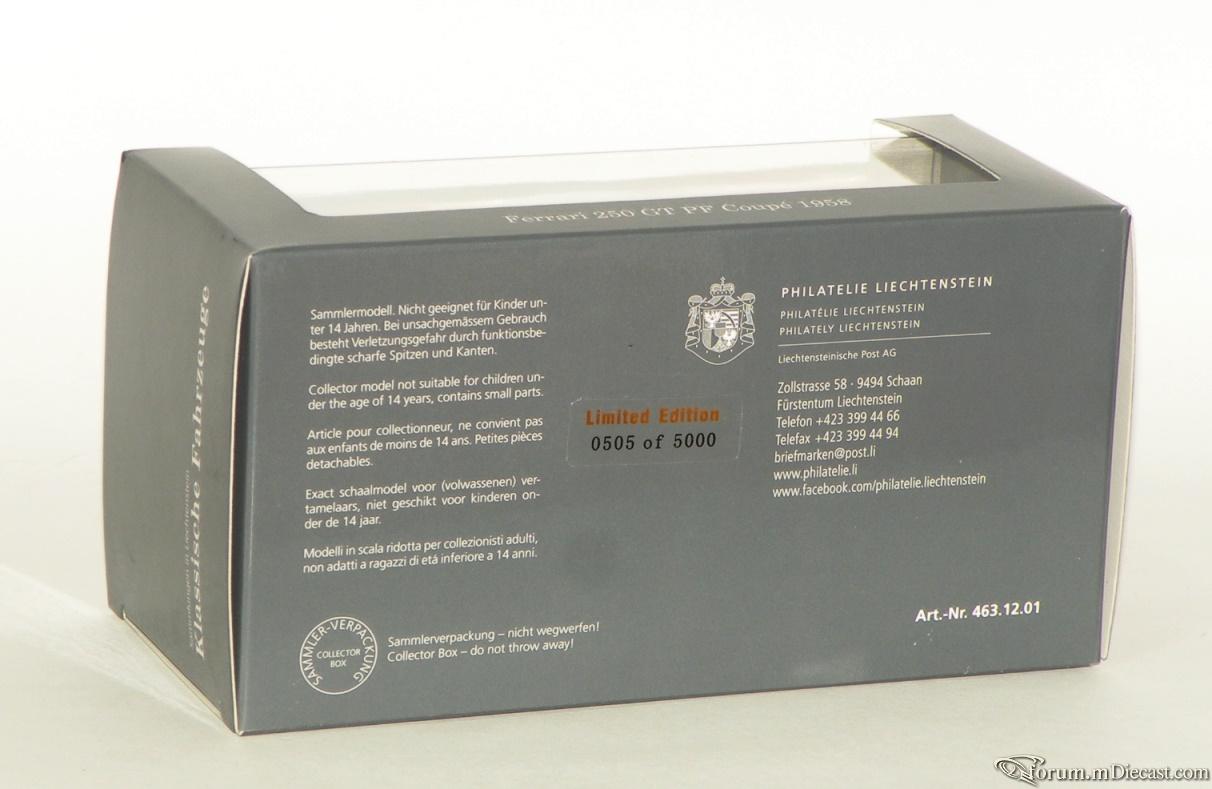 Ferrari 250 GT PF Coupé 1958
Sammlungen in Liechtenstein
Klassische Fahrzeuge
Sammlermodell. Nicht geeignet für Kinder un-
ter 14 Jahren. Bei unsachgemässem Gebrauch
besteht Verletzungsgefahr durch funktionsbe-
dingte scharfe Spitzen und Kanten.
Collector model not suitable for children un-
der the age of 14 years, contains small parts.
Article pour collectionneur, ne convient pas
aux enfants de moins de 14 ans. Petites pièces
detachables.
Exact schaalmodel voor (volwassenen) ver-
tamelaars, niet geschikt voor kinderen on-
der de 14 jaar.
Modelli in scala ridotta per collezionisti adulti,
non adatti a ragazzi di etá inferiore a 14 anni.
SAMMLER-VERPACKUNG
COLLECTOR
BOX
Sammlerverpackung – nicht wegwerfen!
Collector Box – do not throw away!
Limited Edition
0505 of 5000
PHILATELIE LIECHTENSTEIN
PHILATÉLIE LIECHTENSTEIN
PHILATELY LIECHTENSTEIN
Liechtensteinische Post AG
Zollstrasse 58 · 9494 Schaan
Fürstentum Liechtenstein
Telefon +423 399 44 66
Telefax +423 399 44 94
briefmarken@post.li
www.philatelie.li
www.facebook.com/philatelie.liechtenstein
Art.-Nr. 463.12.01
forum.mDiecast.com